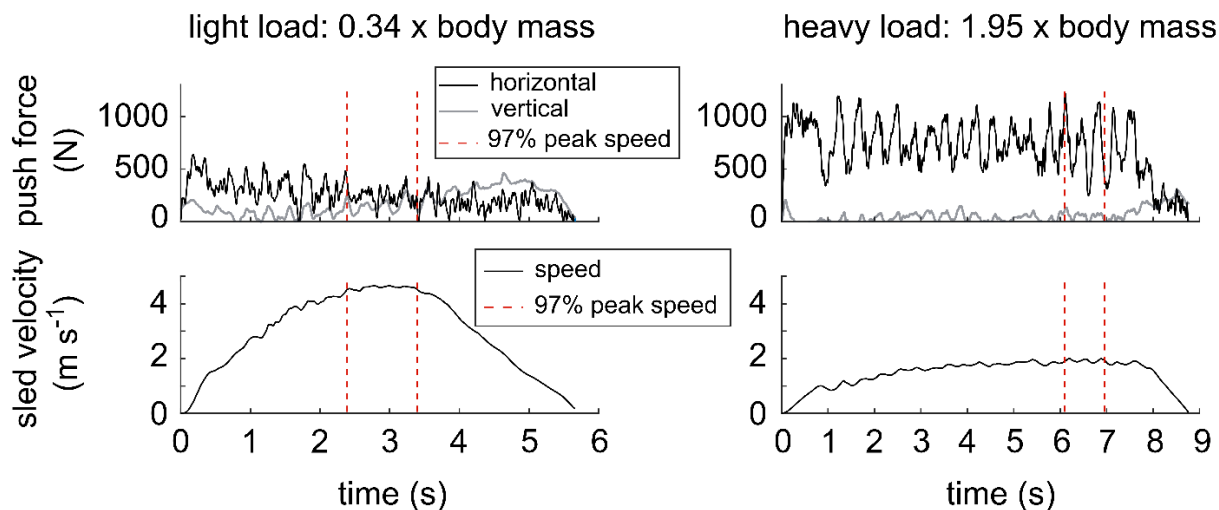 light load: 0.34 x body mass
heavy load: 1.95 x body mass
push force
(N)
1000
500
0
horizontal
vertical
97% peak speed
1000
500
0
sled velocity
(m s-1)
4
2
0
speed
97% peak speed
4
2
0
0 1 2 3 4 5 6
0 1 2 3 4 5 6 7 8 9
time (s)
time (s)